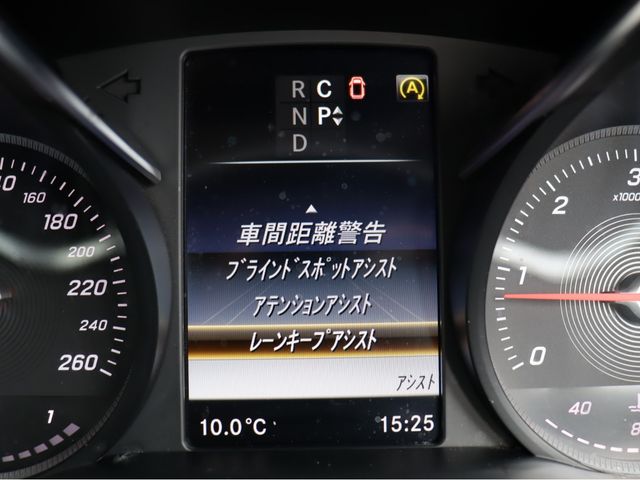 R C
N P
D
A
車間距離警告
ブラインドスポットアシスト
アテンションアシスト
レーンキープアシスト
アシスト
10.0°C
15:25
160
180
200
220
240
260
1
3
x1000
2
1
0
40